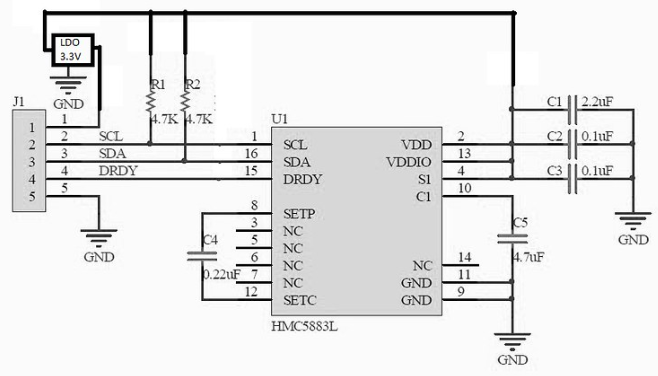 LDO
3.3V
GND
J1
1
2
3
4
5
1
2
3
4
5
SCL
SDA
DRDY
GND
R1
4.7K
R2
4.7K
U1
1
16
15
8
3
5
6
7
12
SCL
SDA
DRDY
SETP
NC
NC
NC
NC
SETC
VDD
VDDIO
S1
C1
NC
GND
GND
2
13
4
10
14
11
9
HMC5883L
C4
0.22uF
C1
2.2uF
C2
0.1uF
C3
0.1uF
GND
C5
4.7uF
GND